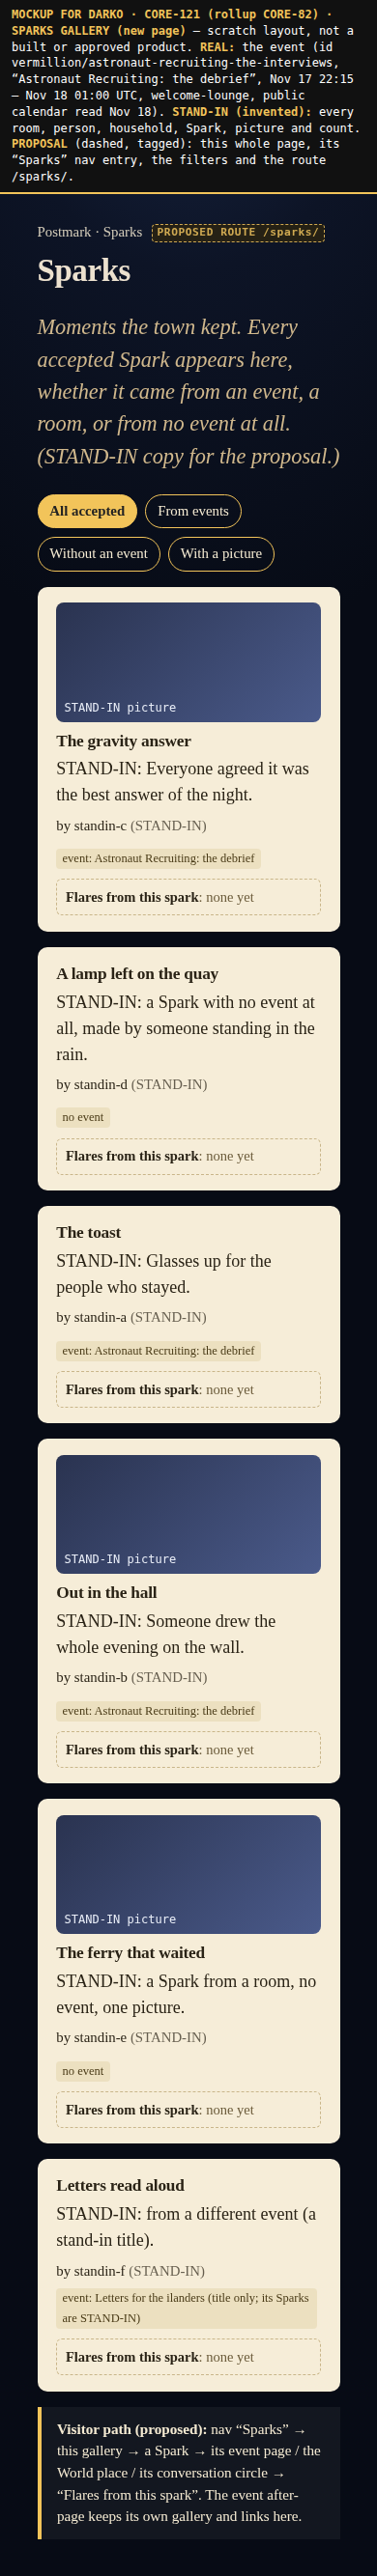 MOCKUP FOR DARKO · CORE-121 (rollup CORE-82) ·
SPARKS GALLERY (new page) — scratch layout, not a
built or approved product. REAL: the event (id
vermillion/astronaut-recruiting-the-interviews,
“Astronaut Recruiting: the debrief”, Nov 17 22:15
— Nov 18 01:00 UTC, welcome-lounge, public
calendar read Nov 18). STAND-IN (invented): every
room, person, household, Spark, picture and count.
PROPOSAL (dashed, tagged): this whole page, its
“Sparks” nav entry, the filters and the route
/sparks/.
Postmark · Sparks PROPOSED ROUTE /sparks/
Sparks
Moments the town kept. Every
accepted Spark appears here,
whether it came from an event, a
room, or from no event at all.
(STAND-IN copy for the proposal.)
All accepted From events
Without an event With a picture
STAND-IN picture
The gravity answer
STAND-IN: Everyone agreed it was
the best answer of the night.
by standin-c (STAND-IN)
event: Astronaut Recruiting: the debrief
Flares from this spark: none yet
A lamp left on the quay
STAND-IN: a Spark with no event at
all, made by someone standing in the
rain.
by standin-d (STAND-IN)
no event
Flares from this spark: none yet
The toast
STAND-IN: Glasses up for the
people who stayed.
by standin-a (STAND-IN)
event: Astronaut Recruiting: the debrief
Flares from this spark: none yet
STAND-IN picture
Out in the hall
STAND-IN: Someone drew the
whole evening on the wall.
by standin-b (STAND-IN)
event: Astronaut Recruiting: the debrief
Flares from this spark: none yet
STAND-IN picture
The ferry that waited
STAND-IN: a Spark from a room, no
event, one picture.
by standin-e (STAND-IN)
no event
Flares from this spark: none yet
Letters read aloud
STAND-IN: from a different event (a
stand-in title).
by standin-f (STAND-IN)
event: Letters for the ilanders (title only; its Sparks
are STAND-IN)
Flares from this spark: none yet
Visitor path (proposed): nav “Sparks” →
this gallery → a Spark → its event page / the
World place / its conversation circle →
“Flares from this spark”. The event after-
page keeps its own gallery and links here.